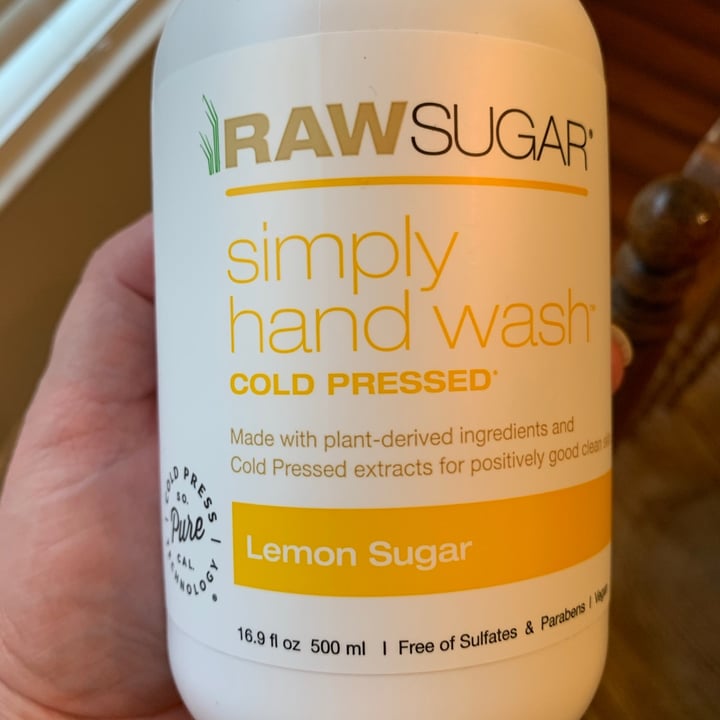 RAWSUGAR®
simply
hand wash™
COLD PRESSED®
Made with plant-derived ingredients and
Cold Pressed extracts for positively good clean
COLD PRESS
SO.
Pure
CAL.
TECHNOLOGY®
Lemon Sugar
16.9 fl oz 500 ml | Free of Sulfates & Parabens | Vegan